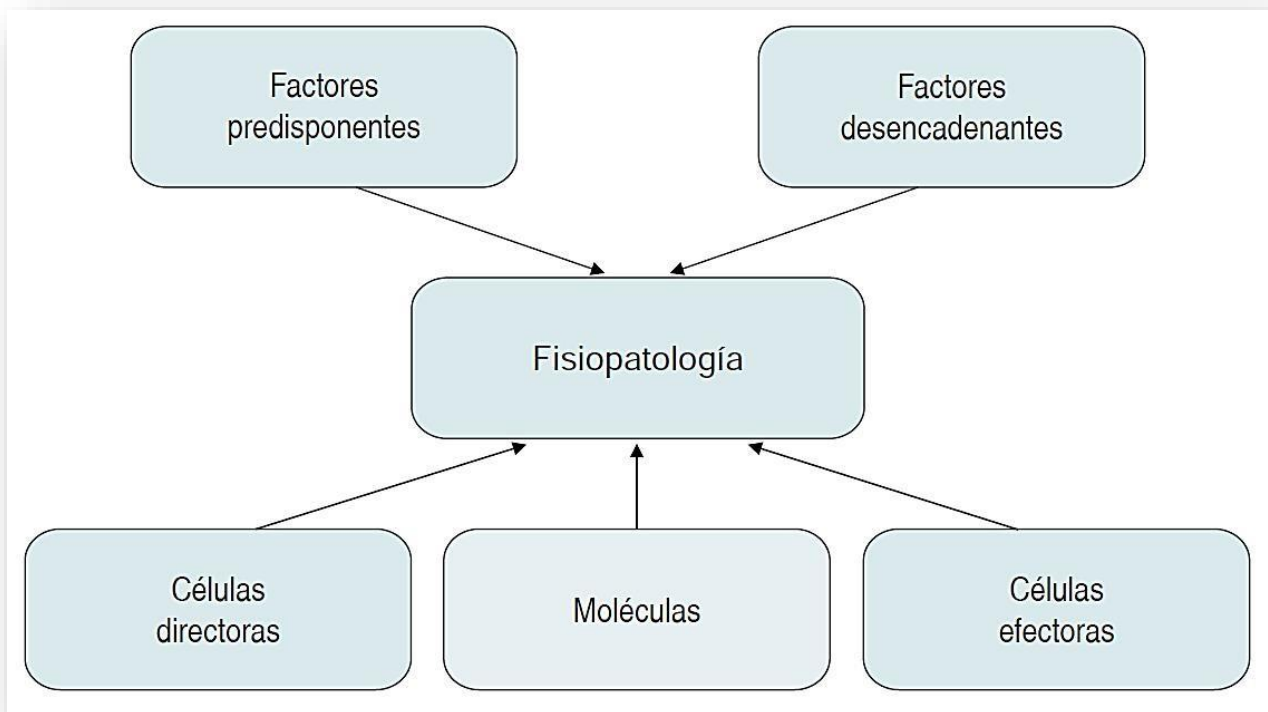 Factores
predisponentes
Factores
desencadenantes
Fisiopatología
Células
directoras
Moléculas
Células
efectoras